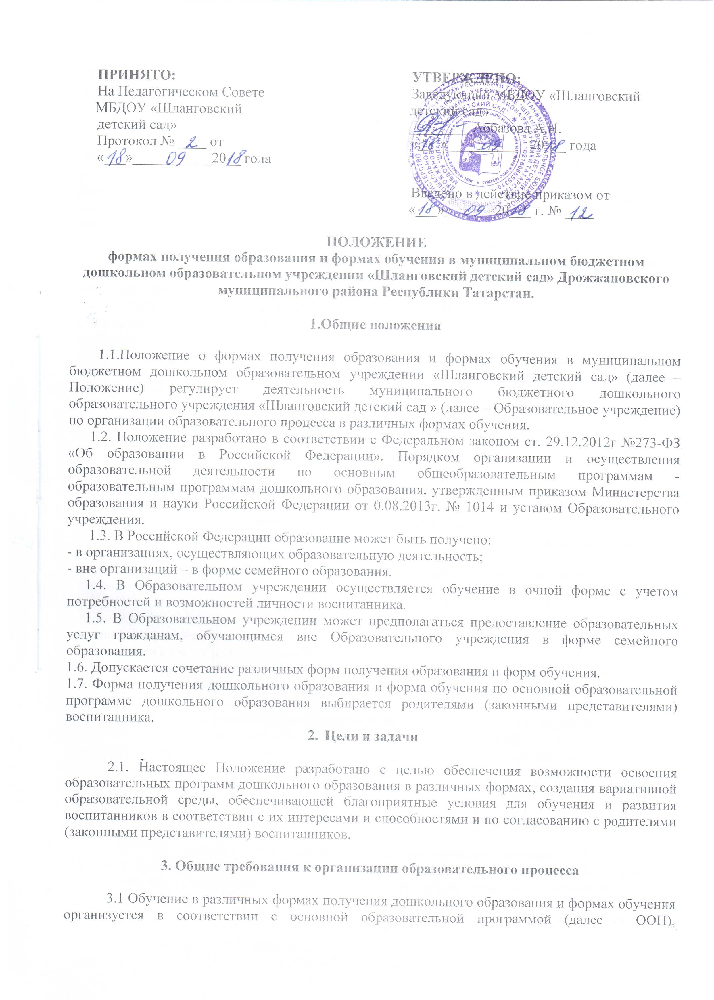 ПРИНЯТО:
На Педагогическом Совете
МБДОУ «Шланговский
детский сад»
Протокол № 2 от
«18» 09 2018 года
УТВЕРЖДЕНО:
Заведующий МБДОУ «Шланговский
детский сад»
Аббазова А.Н.
«18» 09 2018 года
Введено в действие приказом от
«18» 09 2018 г. № 12
ПОЛОЖЕНИЕ
формах получения образования и формах обучения в муниципальном бюджетном
дошкольном образовательном учреждении «Шланговский детский сад» Дрожжановского
муниципального района Республики Татарстан.
1.Общие положения
1.1.Положение о формах получения образования и формах обучения в муниципальном
бюджетном дошкольном образовательном учреждении «Шланговский детский сад» (далее –
Положение) регулирует деятельность муниципального бюджетного дошкольного
образовательного учреждения «Шланговский детский сад » (далее – Образовательное учреждение)
по организации образовательного процесса в различных формах обучения.
1.2. Положение разработано в соответствии с Федеральном законом ст. 29.12.2012г №273-ФЗ
«Об образовании в Российской Федерации». Порядком организации и осуществления
образовательной деятельности по основным общеобразовательным программам -
образовательным программам дошкольного образования, утвержденным приказом Министерства
образования и науки Российской Федерации от 0.08.2013г. № 1014 и уставом Образовательного
учреждения.
1.3. В Российской Федерации образование может быть получено:
- в организациях, осуществляющих образовательную деятельность;
- вне организаций – в форме семейного образования.
1.4. В Образовательном учреждении осуществляется обучение в очной форме с учетом
потребностей и возможностей личности воспитанника.
1.5. В Образовательном учреждении может предполагаться предоставление образовательных
услуг гражданам, обучающимся вне Образовательного учреждения в форме семейного
образования.
1.6. Допускается сочетание различных форм получения образования и форм обучения.
1.7. Форма получения дошкольного образования и форма обучения по основной образовательной
программе дошкольного образования выбирается родителями (законными представителями)
воспитанника.
2. Цели и задачи
2.1. Настоящее Положение разработано с целью обеспечения возможности освоения
образовательных программ дошкольного образования в различных формах, создания вариативной
образовательной среды, обеспечивающей благоприятные условия для обучения и развития
воспитанников в соответствии с их интересами и способностями и по согласованию с родителями
(законными представителями) воспитанников.
3. Общие требования к организации образовательного процесса
3.1 Обучение в различных формах получения дошкольного образования и формах обучения
организуется в соответствии с основной образовательной программой (далее – ООП),